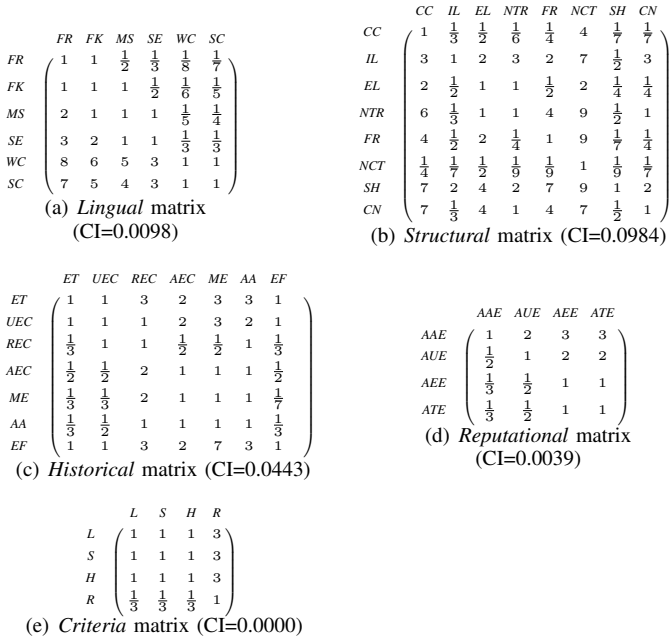 FR FK MS SE WC SC
FR 1 1 1/2 1/3 1/8 1/7
FK 1 1 1 1/2 1/6 1/5
MS 2 1 1 1 1/5 1/4
SE 3 2 1 1 1/3 1/3
WC 8 6 5 3 1 1
SC 7 5 4 3 1 1
(a) Lingual matrix
(CI=0.0098)
CC IL EL NTR FR NCT SH CN
CC 1 1/3 1/2 1/6 1/4 4 1/7 1/7
IL 3 1 2 3 2 7 1/2 3
EL 2 1/2 1 1 1/2 2 1/4 1/4
NTR 6 1/3 1 1 4 9 1/2 1
FR 4 1/2 2 1/4 1 9 1/7 1/4
NCT 1/4 1/7 1/2 1/9 1/9 1 1/9 1/7
SH 7 2 4 2 7 9 1 2
CN 7 1/3 4 1 4 7 1/2 1
(b) Structural matrix (CI=0.0984)
ET UEC REC AEC ME AA EF
ET 1 1 3 2 3 3 1
UEC 1 1 1 2 3 2 1
REC 1/3 1 1 1/2 1/2 1 1/3
AEC 1/2 1/2 2 1 1 1 1/2
ME 1/3 1/3 2 1 1 1 1/7
AA 1/3 1/2 1 1 1 1 1/3
EF 1 1 3 2 7 3 1
(c) Historical matrix (CI=0.0443)
AAE AUE AEE ATE
AAE 1 2 3 3
AUE 1/2 1 2 2
AEE 1/3 1/2 1 1
ATE 1/3 1/2 1 1
(d) Reputational matrix
(CI=0.0039)
L S H R
L 1 1 1 3
S 1 1 1 3
H 1 1 1 3
R 1/3 1/3 1/3 1
(e) Criteria matrix (CI=0.0000)